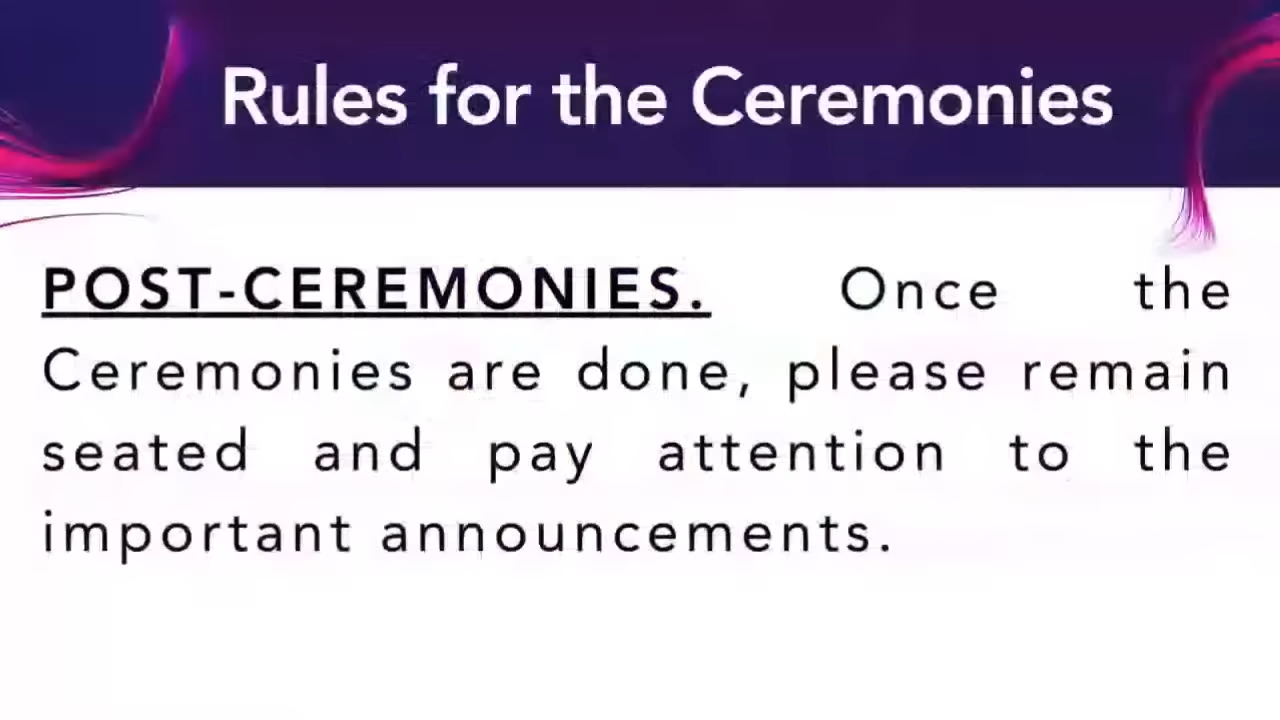 Rules for the Ceremonies
POST-CEREMONIES. Once the
Ceremonies are done, please remain
seated and pay attention to the
important announcements.